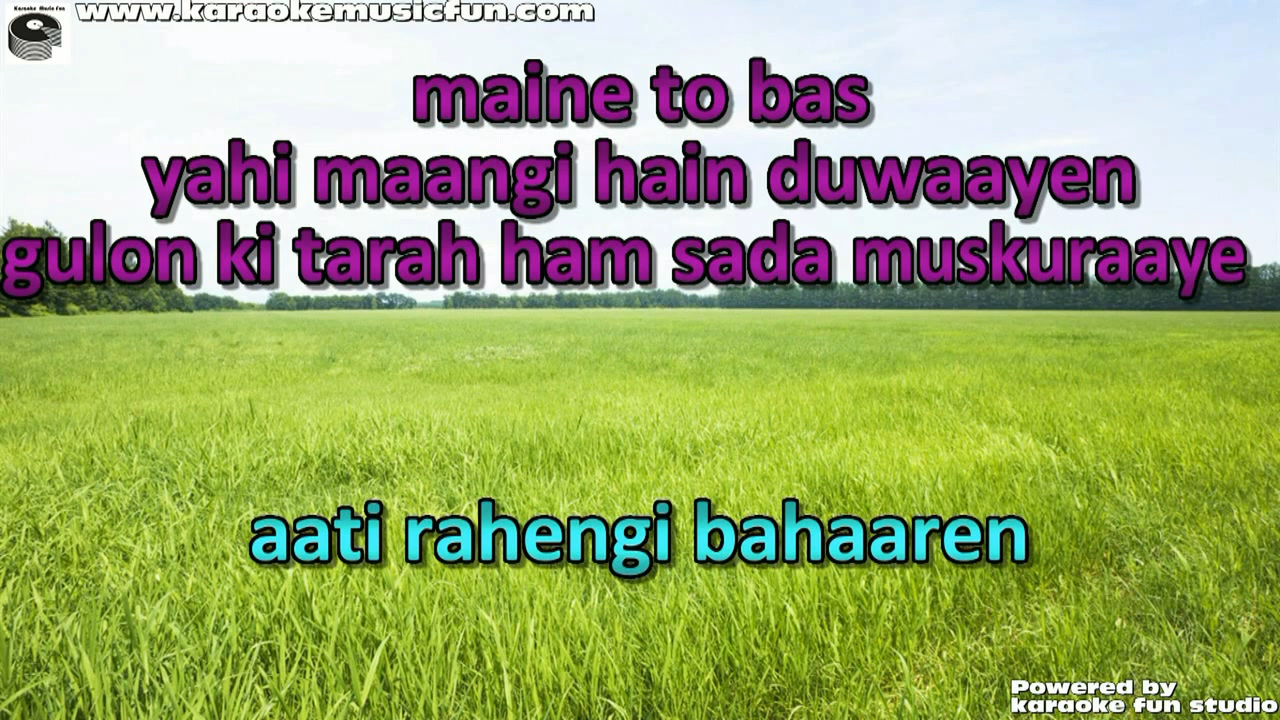 Karaoke Music Fun
www.karaokemusicfun.com
maine to bas
yahi maangi hain duwaayen
gulon ki tarah ham sada muskuraaye
aati rahengi bahaaren
Powered by
karaoke fun studio